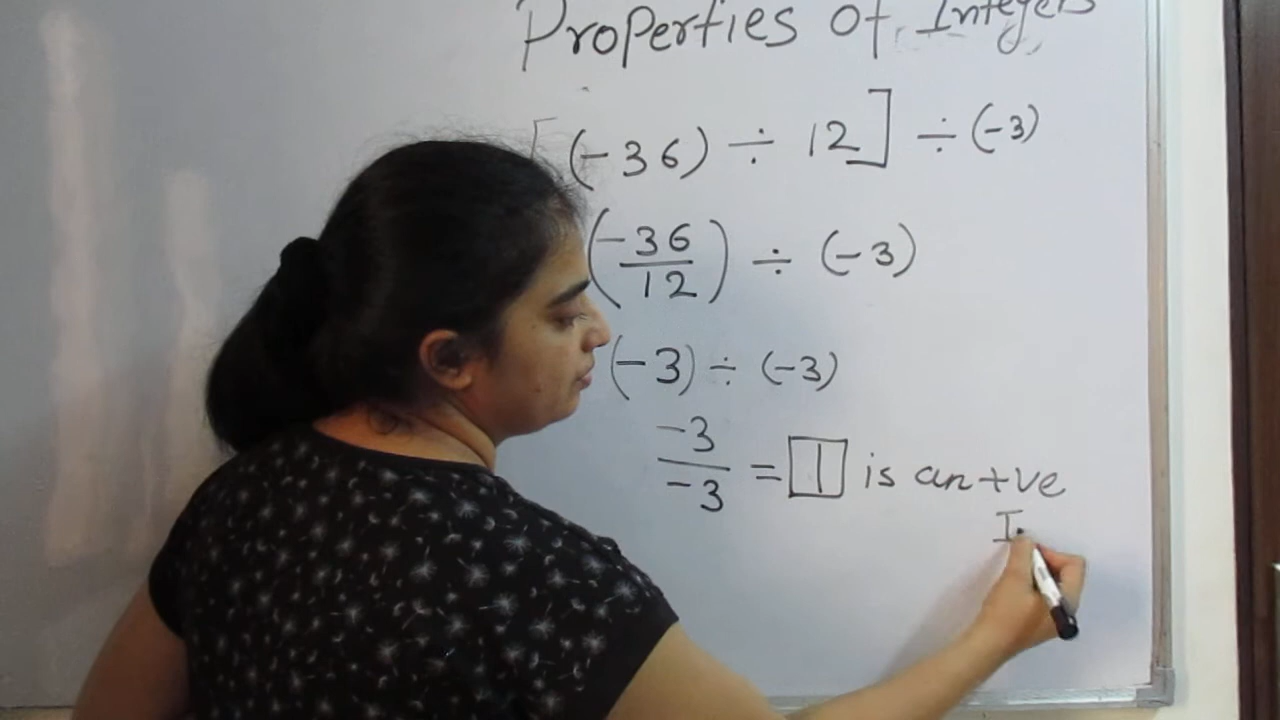 Properties of Integers
[(-36) ÷ 12] ÷ (-3)
(-36/12) ÷ (-3)
(-3) ÷ (-3)
-3/-3 = 1 is an +ve
I